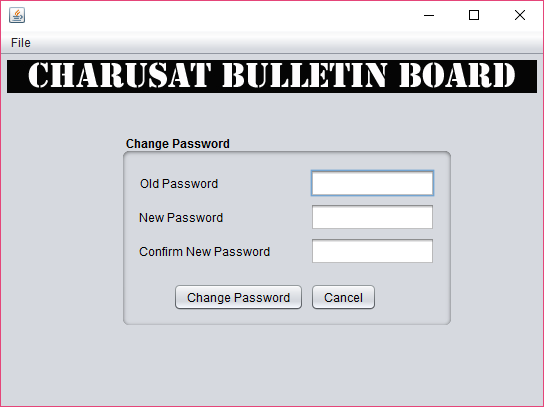 File
CHARUSAT BULLETIN BOARD
Change Password
Old Password
New Password
Confirm New Password
Change Password Cancel